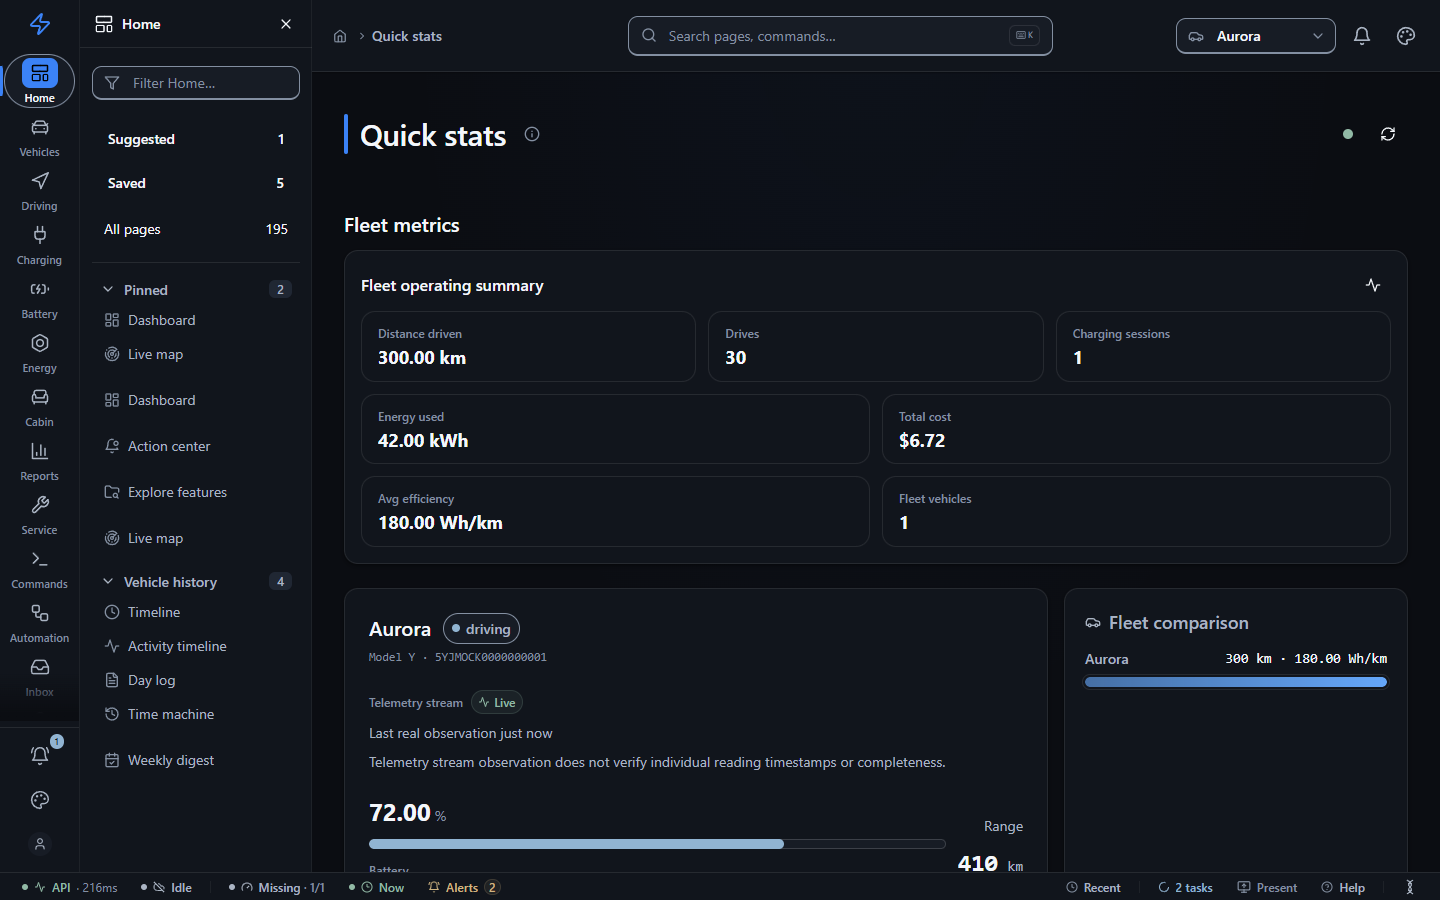 Home
Vehicles
Driving
Charging
Battery
Energy
Cabin
Reports
Service
Commands
Automation
Inbox
1
Home
Filter Home...
Suggested 1
Saved 5
All pages 195
Pinned 2
Dashboard
Live map
Dashboard
Action center
Explore features
Live map
Vehicle history 4
Timeline
Activity timeline
Day log
Time machine
Weekly digest
Quick stats
Search pages, commands...
K
Aurora
Quick stats
Fleet metrics
Fleet operating summary
Distance driven
300.00 km
Drives
30
Charging sessions
1
Energy used
42.00 kWh
Total cost
$6.72
Avg efficiency
180.00 Wh/km
Fleet vehicles
1
Aurora driving
Model Y · 5YJMOCK0000000001
Telemetry stream Live
Last real observation just now
Telemetry stream observation does not verify individual reading timestamps or completeness.
72.00 %
Battery
Range
410 km
Fleet comparison
Aurora 300 km · 180.00 Wh/km
API · 216ms
Idle
Missing · 1/1
Now
Alerts 2
Recent
2 tasks
Present
Help